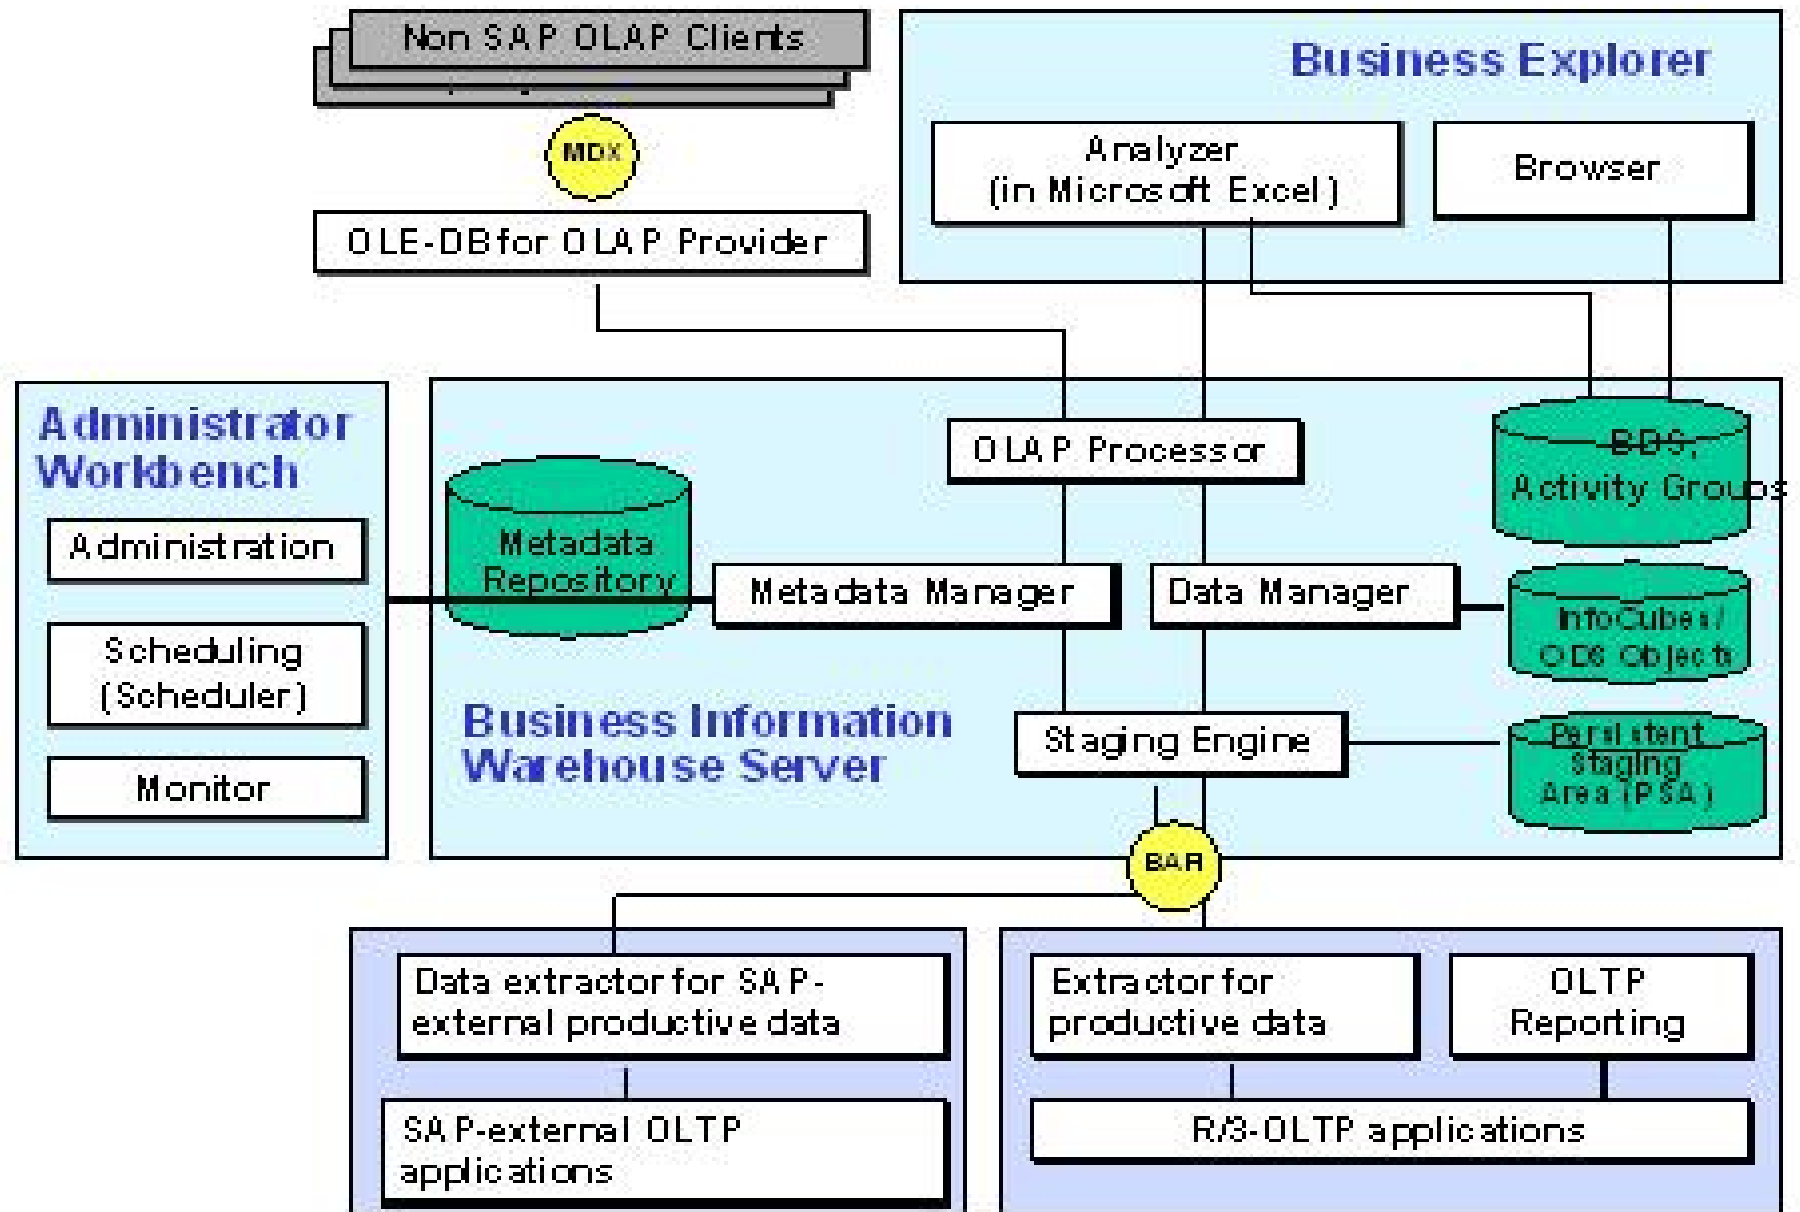 Non SAP OLAP Clients
Business Explorer
MDX
Analyzer
(in Microsoft Excel)
Browser
OLE-DB for OLAP Provider
Administrator
Workbench
Administration
Scheduling
(Scheduler)
Monitor
OLAP Processor
BDS,
Activity Groups
Metadata
Repository
Metadata Manager
Data Manager
InfoCubes/
ODS Objects
Business Information
Warehouse Server
Staging Engine
Persistent
Staging
Area (PSA)
Data extractor for SAP-
external productive data
Extractor for
productive data
OLTP
Reporting
SAP-external OLTP
applications
R/3-OLTP applications